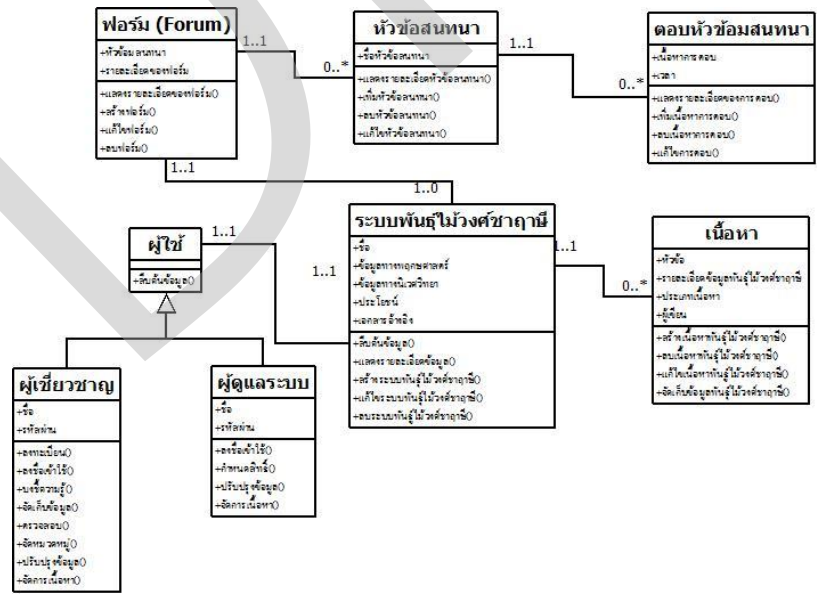 ฟอร์ม (Forum)
+หัวข้อมสนทนา
+รายละเอียดของฟอร์ม
+แสดงรายละเอียดของฟอร์ม()
+สร้างฟอร์ม()
+แก้ไขฟอร์ม()
+ลบฟอร์ม()
1..1
0..*
หัวข้อสนทนา
+ชื่อหัวข้อสนทนา
+แสดงรายละเอียดหัวข้อสนทนา()
+เพิ่มหัวข้อสนทนา()
+ลบหัวข้อสนทนา()
+แก้ไขหัวข้อสนทนา()
1..1
0..*
ตอบหัวข้อมสนทนา
+เนื้อหาการตอบ
+เวลา
+แสดงรายละเอียดของการตอบ()
+เพิ่มเนื้อหาการตอบ()
+ลบเนื้อหาการตอบ()
+แก้ไขการตอบ()
1..1
1..0
ผู้ใช้
+สืบค้นข้อมูล()
1..1
1..1
ระบบพันธุ์ไม้วงศ์ชาฤาษี
+ชื่อ
+ข้อมูลทางพฤกษศาสตร์
+ข้อมูลทางนิเวศวิทยา
+ประโยชน์
+เอกสารอ้างอิง
+สืบค้นข้อมูล()
+แสดงรายละเอียดข้อมูล()
+สร้างระบบพันธุ์ไม้วงศ์ชาฤาษี()
+แก้ไขระบบพันธุ์ไม้วงศ์ชาฤาษี()
+ลบระบบพันธุ์ไม้วงศ์ชาฤาษี()
1..1
0..*
เนื้อหา
+หัวข้อ
+รายละเอียดข้อมูลพันธุ์ไม้วงศ์ชาฤาษี
+ประเภทเนื้อหา
+ผู้เขียน
+สร้างเนื้อหาพันธุ์ไม้วงศ์ชาฤาษี()
+ลบเนื้อหาพันธุ์ไม้วงศ์ชาฤาษี()
+แก้ไขเนื้อหาพันธุ์ไม้วงศ์ชาฤาษี()
+จัดเก็บข้อมูลพันธุ์ไม้วงศ์ชาฤาษี()
ผู้เชี่ยวชาญ
+ชื่อ
+รหัสผ่าน
+ลงทะเบียน()
+ลงชื่อเข้าใช้()
+บ่งชี้ความรู้()
+จัดเก็บข้อมูล()
+ตรวจสอบ()
+จัดหมวดหมู่()
+ปรับปรุงข้อมูล()
+จัดการเนื้อหา()
ผู้ดูแลระบบ
+ชื่อ
+รหัสผ่าน
+ลงชื่อเข้าใช้()
+กำหนดสิทธิ์()
+ปรับปรุงข้อมูล()
+จัดการเนื้อหา()